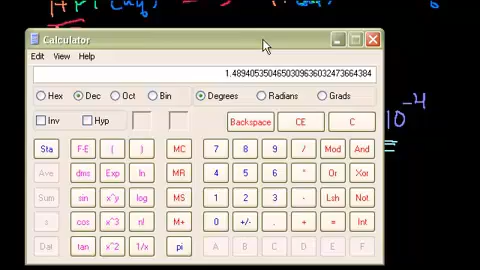 Calculator
Edit View Help
1.4894053504650309636032473664384
Hex Dec Oct Bin Degrees Radians Grads
Inv Hyp Backspace CE C
Sta F-E ( ) MC 7 8 9 / Mod And
Ave dms Exp ln MR 4 5 6 * Or Xor
Sum sin x^y log MS 1 2 3 - Lsh Not
s cos x^3 n! M+ 0 +/- . + = Int
Dat tan x^2 1/x pi A B C D E F
10⁻⁴